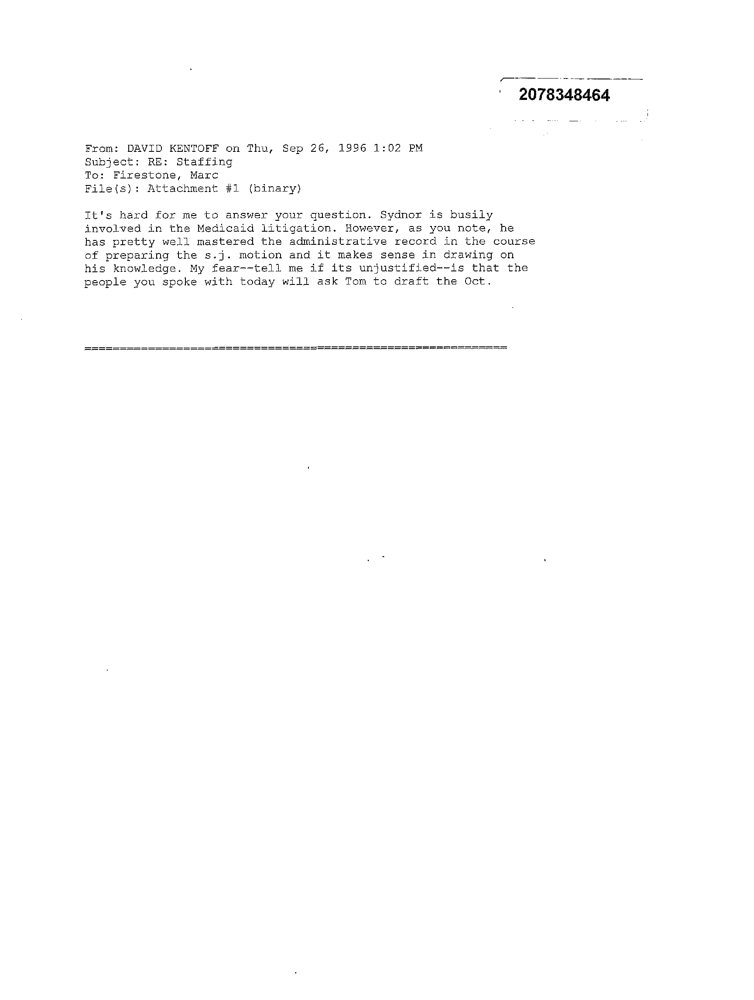 2078348464
From: DAVID KENTOFF on Thu, Sep 26, 1996 1:02 PM
Subject: RE: Staffing
To: Firestone, Marc
File(s): Attachment #1 (binary)
It's hard for me to answer your question. Sydnor is busily
involved in the Medicaid litigation. However, as you note, he
has pretty well mastered the administrative record in the course
of preparing the s.j. motion and it makes sense in drawing on
his knowledge. My fear--tell me if its unjustified--is that the
people you spoke with today will ask Tom to draft the Oct.
============================================================